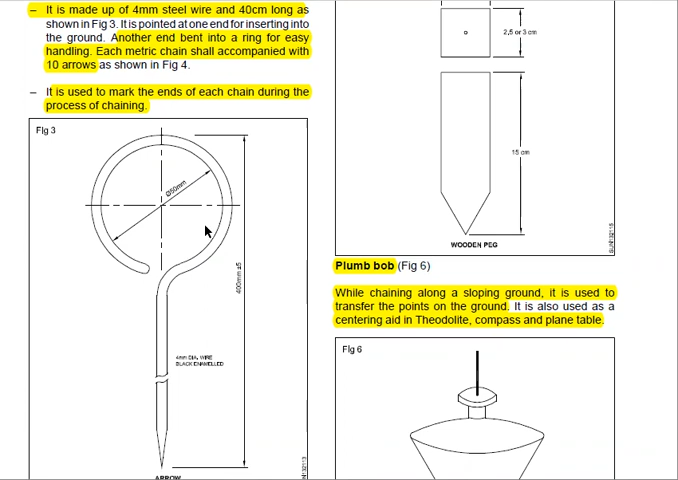 – It is made up of 4mm steel wire and 40cm long as
shown in Fig 3. It is pointed at one end for inserting into
the ground. Another end bent into a ring for easy
handling. Each metric chain shall accompanied with
10 arrows as shown in Fig 4.
– It is used to mark the ends of each chain during the
process of chaining.
Fig 3
Ø50mm
400mm ±5
4mm DIA. WIRE
BLACK ENAMELLED
ARROW
2,5 or 3 cm
15 cm
WOODEN PEG
SUN132115
Plumb bob (Fig 6)
While chaining along a sloping ground, it is used to
transfer the points on the ground. It is also used as a
centering aid in Theodolite, compass and plane table.
Fig 6